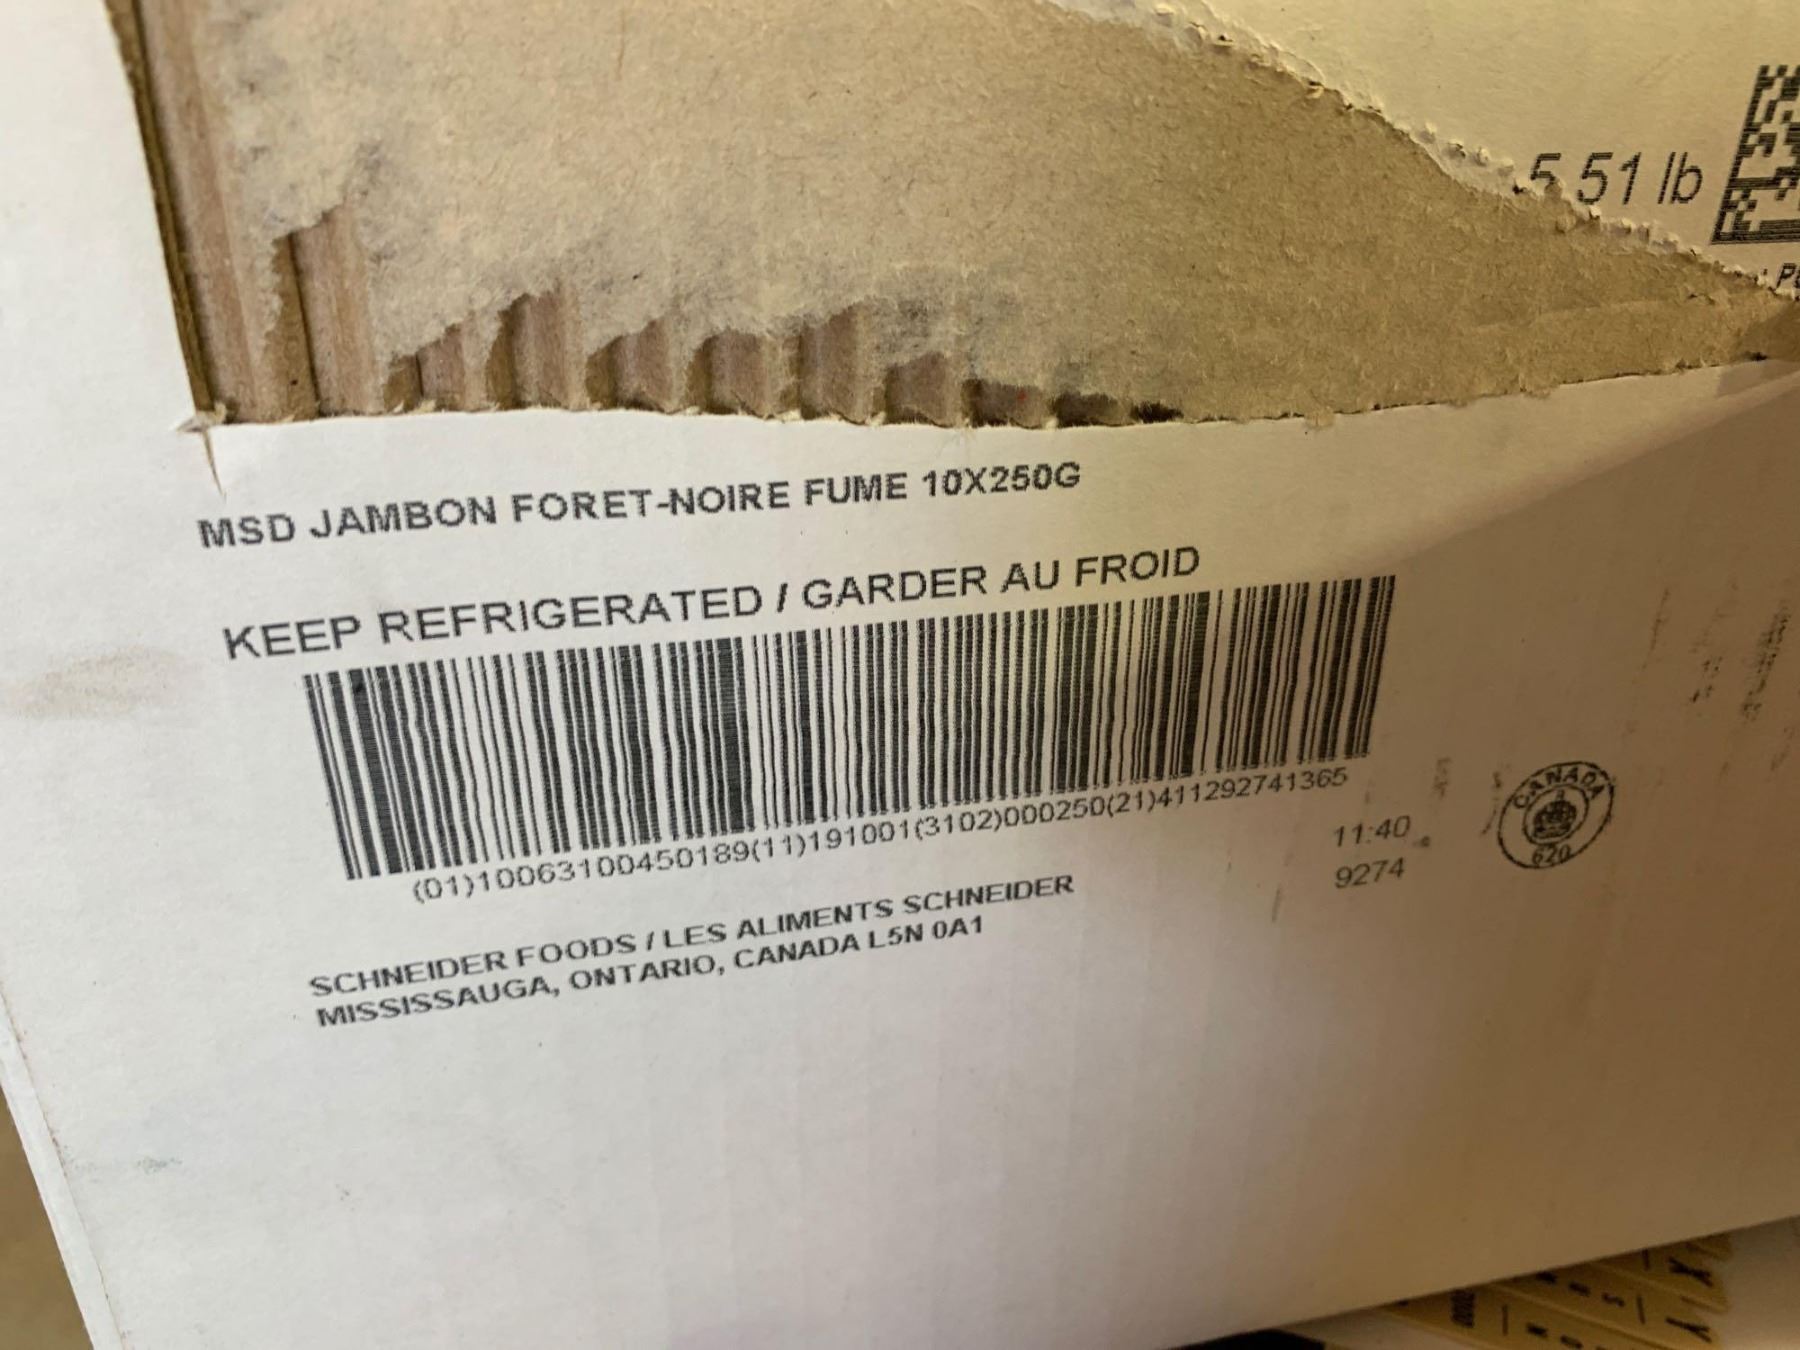 5.51 lb
MSD JAMBON FORET-NOIRE FUME 10X250G
KEEP REFRIGERATED / GARDER AU FROID
(01)10063100450189(11)191001(3102)000250(21)411292741365
11:40
9274
CANADA
620
SCHNEIDER FOODS / LES ALIMENTS SCHNEIDER
MISSISSAUGA, ONTARIO, CANADA L5N 0A1